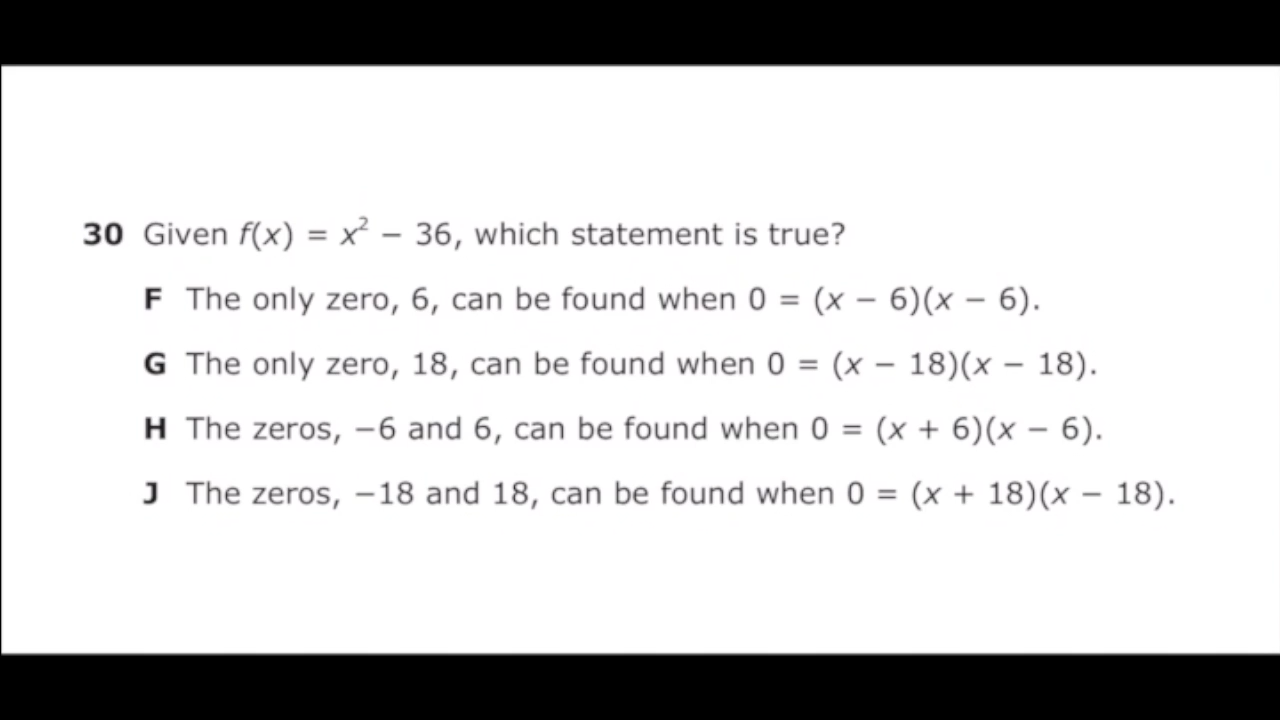 30 Given f(x) = x² − 36, which statement is true?
F The only zero, 6, can be found when 0 = (x − 6)(x − 6).
G The only zero, 18, can be found when 0 = (x − 18)(x − 18).
H The zeros, −6 and 6, can be found when 0 = (x + 6)(x − 6).
J The zeros, −18 and 18, can be found when 0 = (x + 18)(x − 18).